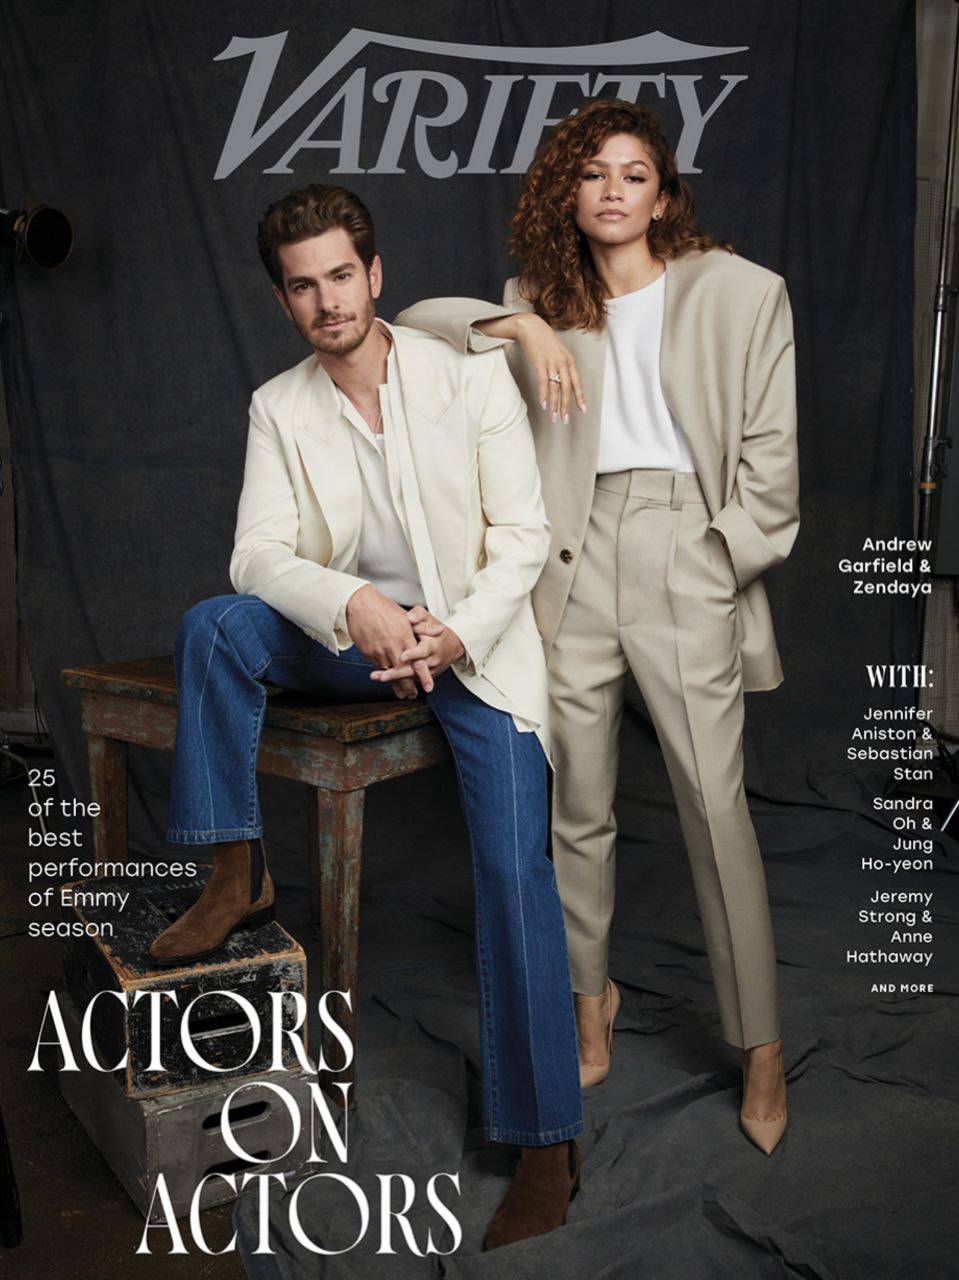 VARIETY
Andrew
Garfield &
Zendaya
WITH:
Jennifer
Aniston &
Sebastian
Stan
Sandra
Oh &
Jung
Ho-yeon
Jeremy
Strong &
Anne
Hathaway
AND MORE
25
of the
best
performances
of Emmy
season
ACTORS
ON
ACTORS